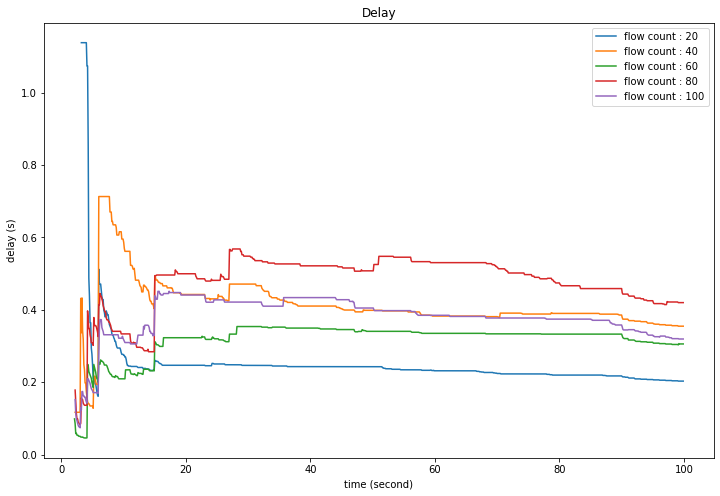 Delay
flow count : 20
flow count : 40
flow count : 60
flow count : 80
flow count : 100
delay (s)
1.0
0.8
0.6
0.4
0.2
0.0
0 20 40 60 80 100
time (second)